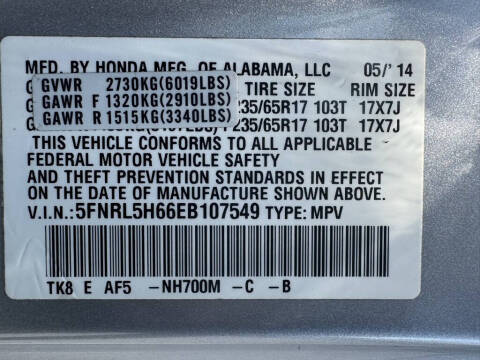 MFD. BY HONDA MFG. OF ALABAMA, LLC 05/'14
GVWR 2730KG(6019LBS) TIRE SIZE RIM SIZE
GAWR F 1320KG(2910LBS) 235/65R17 103T 17X7J
GAWR R 1515KG(3340LBS) 235/65R17 103T 17X7J
THIS VEHICLE CONFORMS TO ALL APPLICABLE
FEDERAL MOTOR VEHICLE SAFETY
AND THEFT PREVENTION STANDARDS IN EFFECT
ON THE DATE OF MANUFACTURE SHOWN ABOVE.
V.I.N.:5FNRL5H66EB107549 TYPE: MPV
TK8 E AF5 -NH700M -C -B